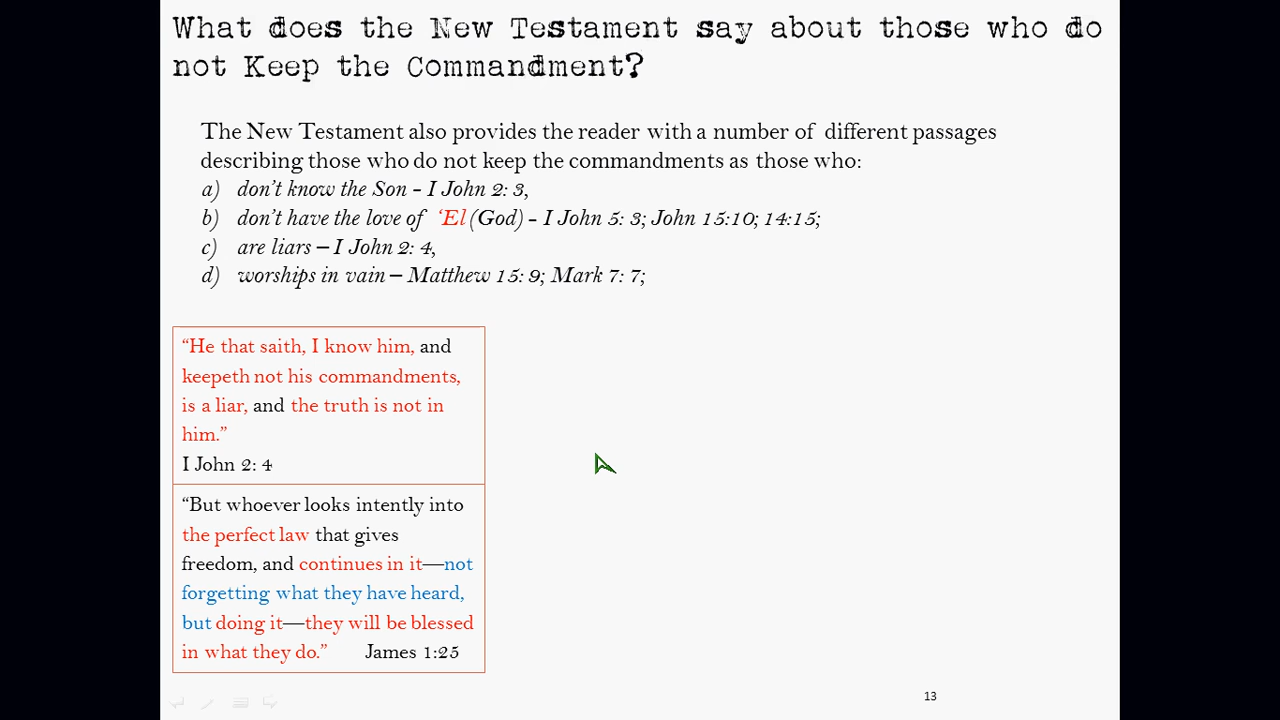 What does the New Testament say about those who do
not Keep the Commandment?
The New Testament also provides the reader with a number of different passages
describing those who do not keep the commandments as those who:
a) don't know the Son - I John 2: 3,
b) don't have the love of 'El (God) - I John 5: 3; John 15:10; 14:15;
c) are liars – I John 2: 4,
d) worships in vain – Matthew 15: 9; Mark 7: 7;
“He that saith, I know him, and
keepeth not his commandments,
is a liar, and the truth is not in
him.”
I John 2: 4
“But whoever looks intently into
the perfect law that gives
freedom, and continues in it—not
forgetting what they have heard,
but doing it—they will be blessed
in what they do.” James 1:25
13